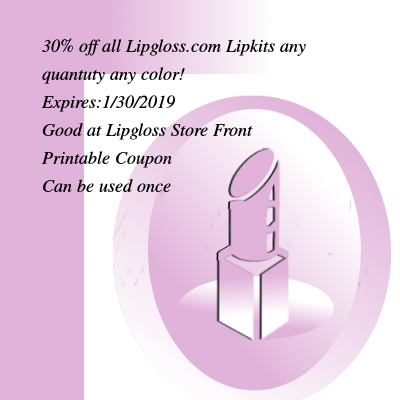 30% off all Lipgloss.com Lipkits any
quantuty any color!
Expires:1/30/2019
Good at Lipgloss Store Front
Printable Coupon
Can be used once